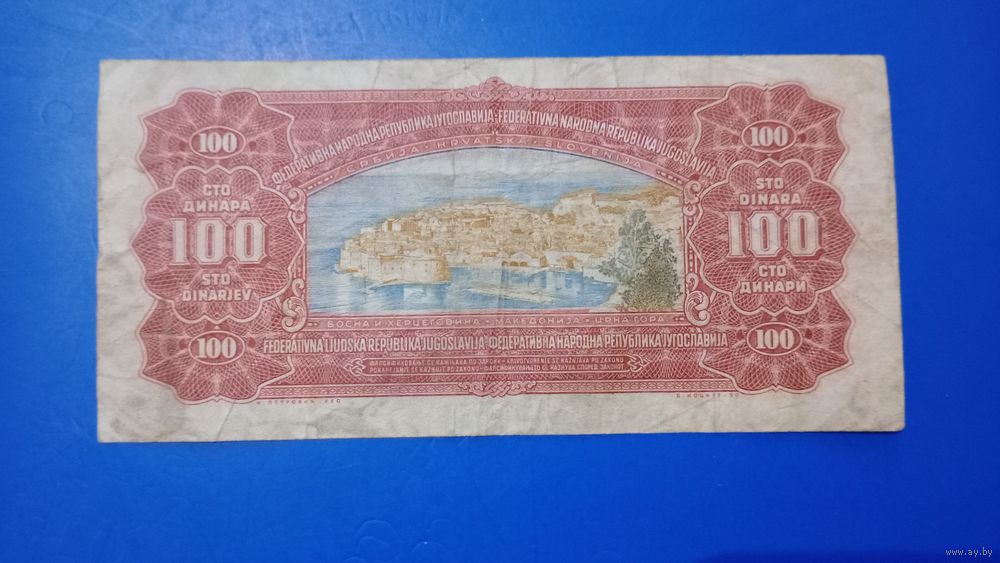 ФЕДЕРАТИВНА НАРОДНА РЕПУБЛИКА ЈУГОСЛАВИЈА · FEDERATIVNA NARODNA REPUBLIKA JUGOSLAVIJA
СРБИЈА · HRVATSKA · SLOVENIJA
100
100
СТО
ДИНАРА
100
STO
DINARJEV
100
STO
DINARA
100
СТО
ДИНАРИ
100
БОСНА И ХЕРЦЕГОВИНА · МАКЕДОНИЈА · ЦРНА ГОРА
FEDERATIVNA LJUDSKA REPUBLIKA JUGOSLAVIJA · ФЕДЕРАТИВНА НАРОДНА РЕПУБЛИКА ЈУГОСЛАВИЈА
ФАЛСИФИКОВАЊЕ СЕ КАЖЊАВА ПО ЗАКОНУ · KRIVOTVORENJE SE KAŽNJAVA PO ZAKONU
PONAREJANJE SE KAZNUJE PO ZAKONU · ФАЛСИФИКУВАЊЕТО СЕ КАЗНУВА СПОРЕД ЗАКОНОТ
www.ay.by